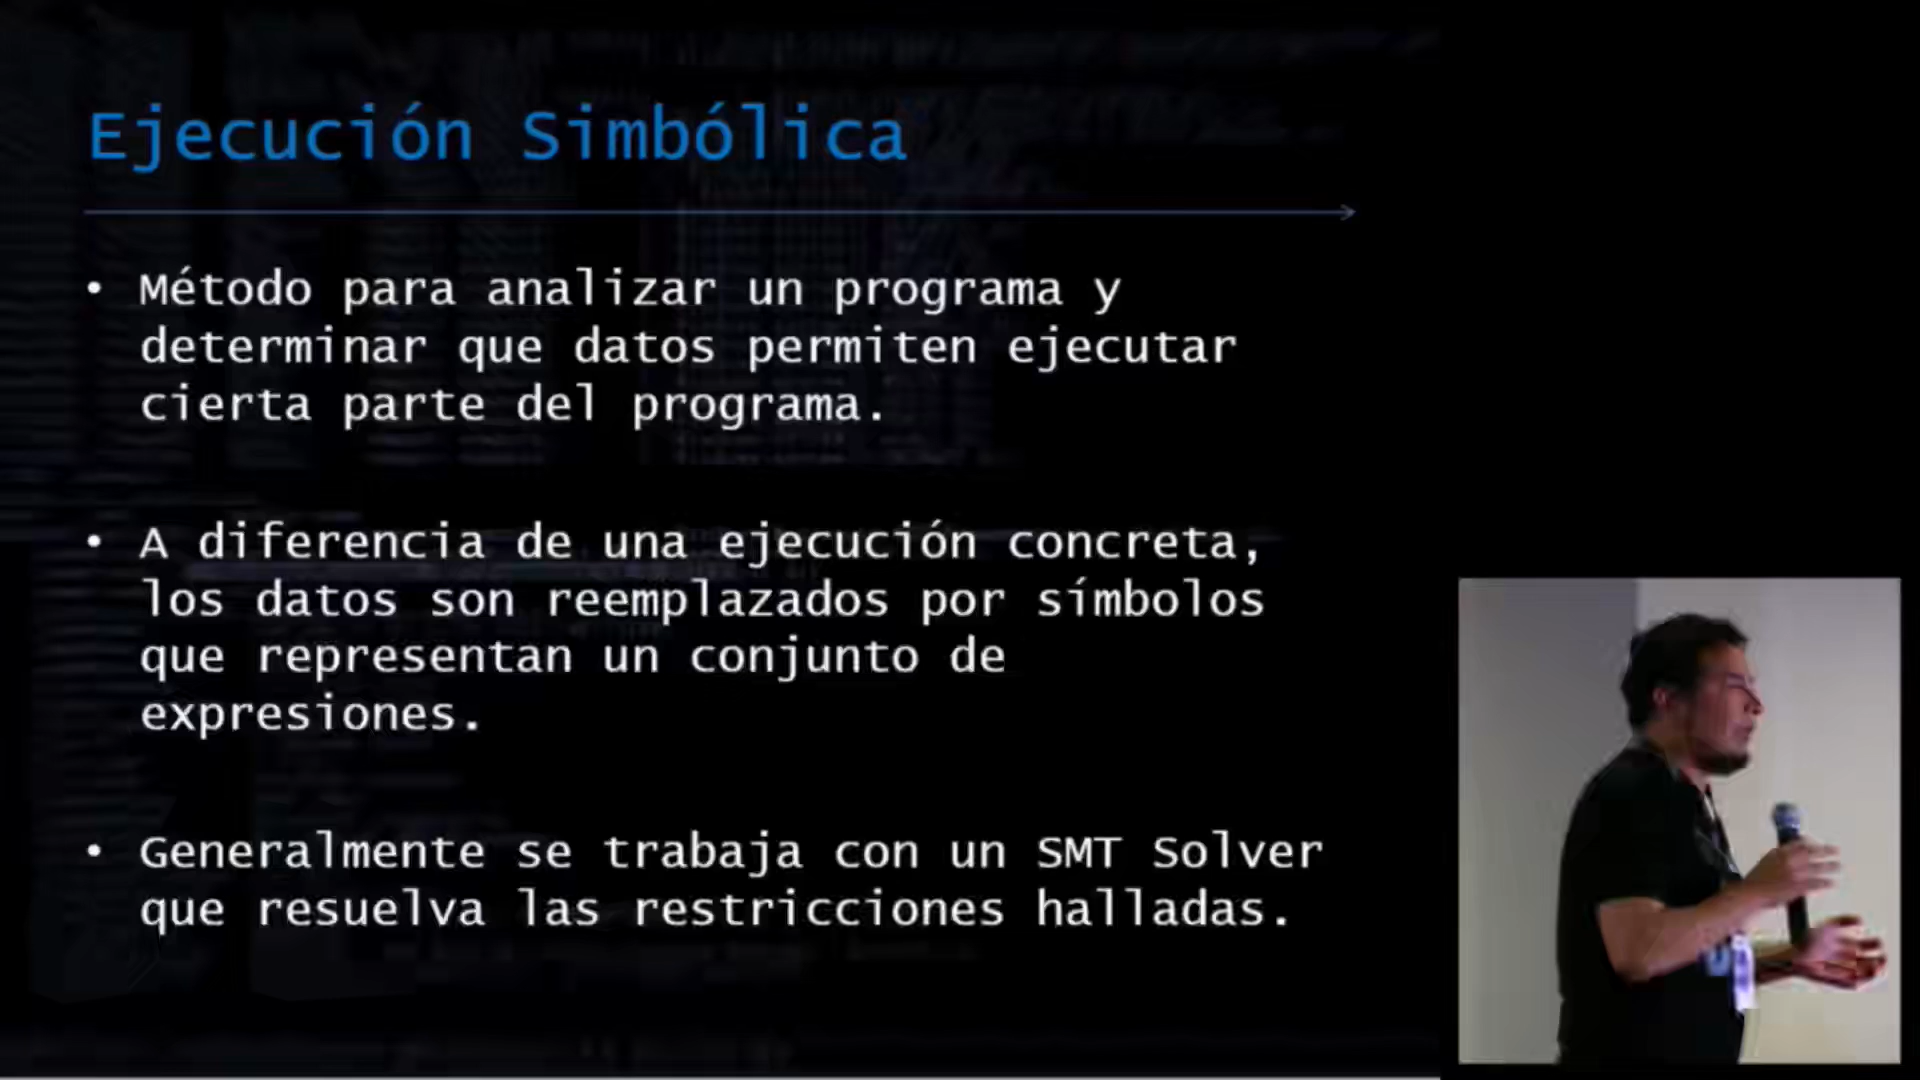 Ejecución Simbólica
• Método para analizar un programa y
determinar que datos permiten ejecutar
cierta parte del programa.
• A diferencia de una ejecución concreta,
los datos son reemplazados por símbolos
que representan un conjunto de
expresiones.
• Generalmente se trabaja con un SMT Solver
que resuelva las restricciones halladas.